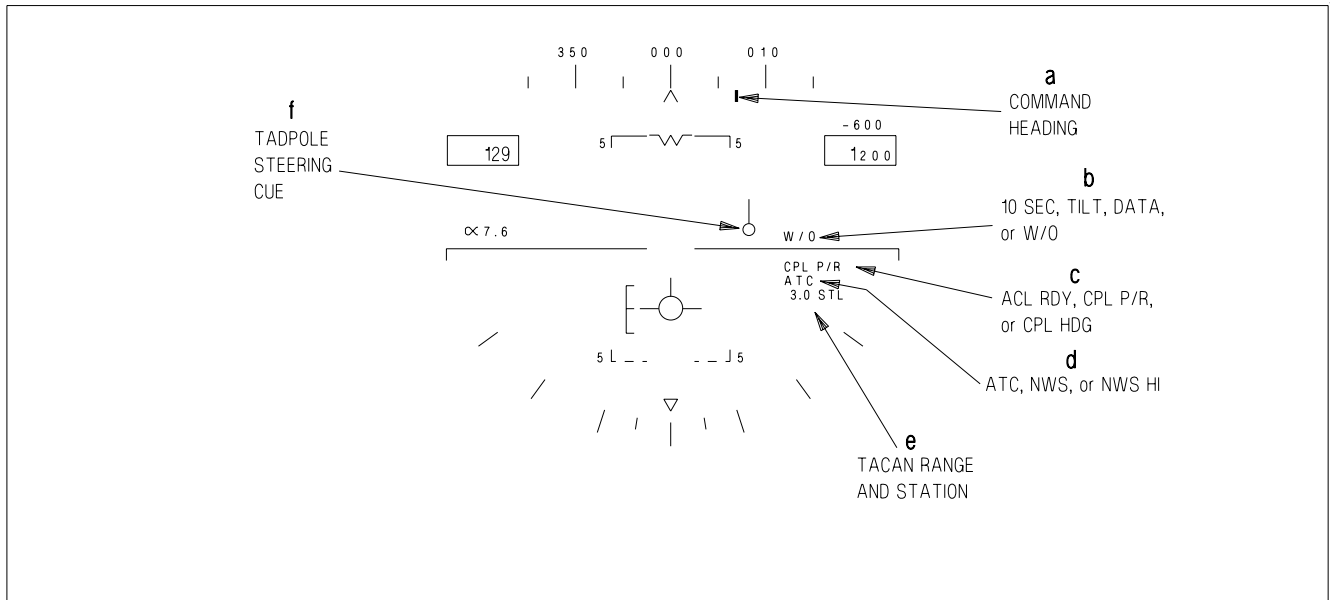 350 000 010
a
COMMAND
HEADING
f
TADPOLE
STEERING
CUE
129
5 5
-600
1200
b
10 SEC, TILT, DATA,
or W/O
∝ 7.6
W/O
CPL P/R
ATC
3.0 STL
c
ACL RDY, CPL P/R,
or CPL HDG
5 5
d
ATC, NWS, or NWS HI
e
TACAN RANGE
AND STATION